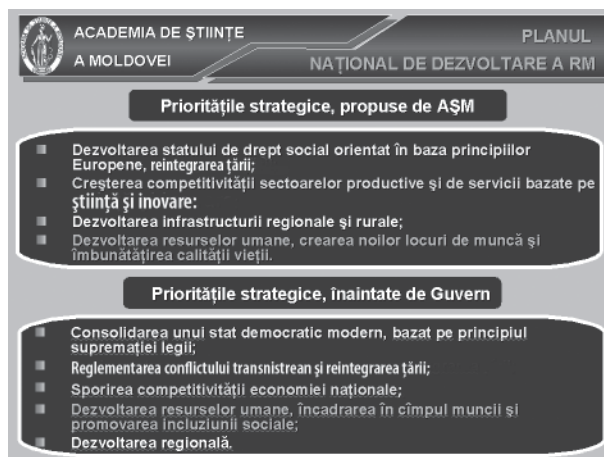 ACADEMIA DE ŞTIINŢE
A MOLDOVEI
PLANUL
NAŢIONAL DE DEZVOLTARE A RM
Priorităţile strategice, propuse de AŞM
Dezvoltarea statului de drept social orientat în baza principiilor
Europene, reintegrarea ţării;
Creşterea competitivităţii sectoarelor productive şi de servicii bazate pe
ştiinţă şi inovare:
Dezvoltarea infrastructurii regionale şi rurale;
Dezvoltarea resurselor umane, crearea noilor locuri de muncă şi
îmbunătăţirea calităţii vieţii.
Priorităţile strategice, înaintate de Guvern
Consolidarea unui stat democratic modern, bazat pe principiul
supremaţiei legii;
Reglementarea conflictului transnistrean şi reintegrarea ţării;
Sporirea competitivităţii economiei naţionale;
Dezvoltarea resurselor umane, încadrarea în cîmpul muncii şi
promovarea incluziunii sociale;
Dezvoltarea regională.